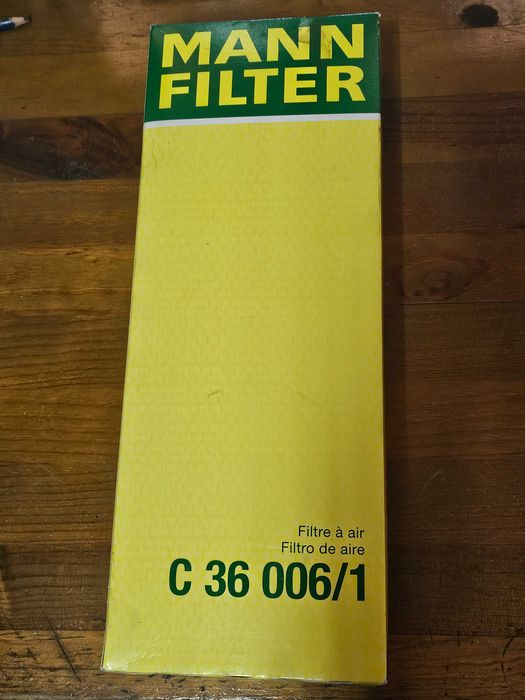 MANN
FILTER
Filtre à air
Filtro de aire
C 36 006/1